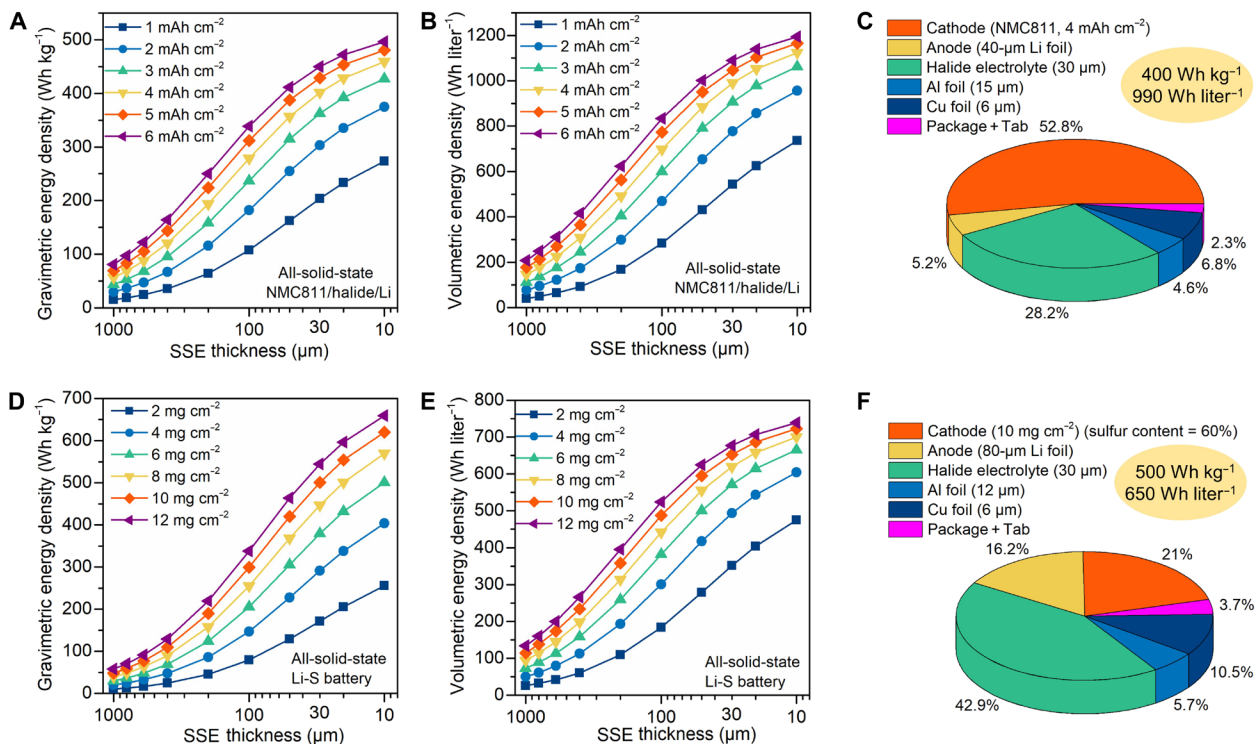 A
Gravimetric energy density (Wh kg⁻¹)
500
400
300
200
100
0
1 mAh cm⁻²
2 mAh cm⁻²
3 mAh cm⁻²
4 mAh cm⁻²
5 mAh cm⁻²
6 mAh cm⁻²
All-solid-state
NMC811/halide/Li
1000
100
30
10
SSE thickness (µm)
B
Volumetric energy density (Wh liter⁻¹)
1200
1000
800
600
400
200
0
1 mAh cm⁻²
2 mAh cm⁻²
3 mAh cm⁻²
4 mAh cm⁻²
5 mAh cm⁻²
6 mAh cm⁻²
All-solid-state
NMC811/halide/Li
1000
100
30
10
SSE thickness (µm)
C
Cathode (NMC811, 4 mAh cm⁻²)
Anode (40-µm Li foil)
Halide electrolyte (30 µm)
Al foil (15 µm)
Cu foil (6 µm)
Package + Tab
400 Wh kg⁻¹
990 Wh liter⁻¹
52.8%
2.3%
6.8%
4.6%
28.2%
5.2%
D
Gravimetric energy density (Wh kg⁻¹)
700
600
500
400
300
200
100
0
2 mg cm⁻²
4 mg cm⁻²
6 mg cm⁻²
8 mg cm⁻²
10 mg cm⁻²
12 mg cm⁻²
All-solid-state
Li-S battery
1000
100
30
10
SSE thickness (µm)
E
Volumetric energy density (Wh liter⁻¹)
800
700
600
500
400
300
200
100
0
2 mg cm⁻²
4 mg cm⁻²
6 mg cm⁻²
8 mg cm⁻²
10 mg cm⁻²
12 mg cm⁻²
All-solid-state
Li-S battery
1000
100
30
10
SSE thickness (µm)
F
Cathode (10 mg cm⁻²) (sulfur content = 60%)
Anode (80-µm Li foil)
Halide electrolyte (30 µm)
Al foil (12 µm)
Cu foil (6 µm)
Package + Tab
500 Wh kg⁻¹
650 Wh liter⁻¹
16.2%
21%
3.7%
10.5%
5.7%
42.9%